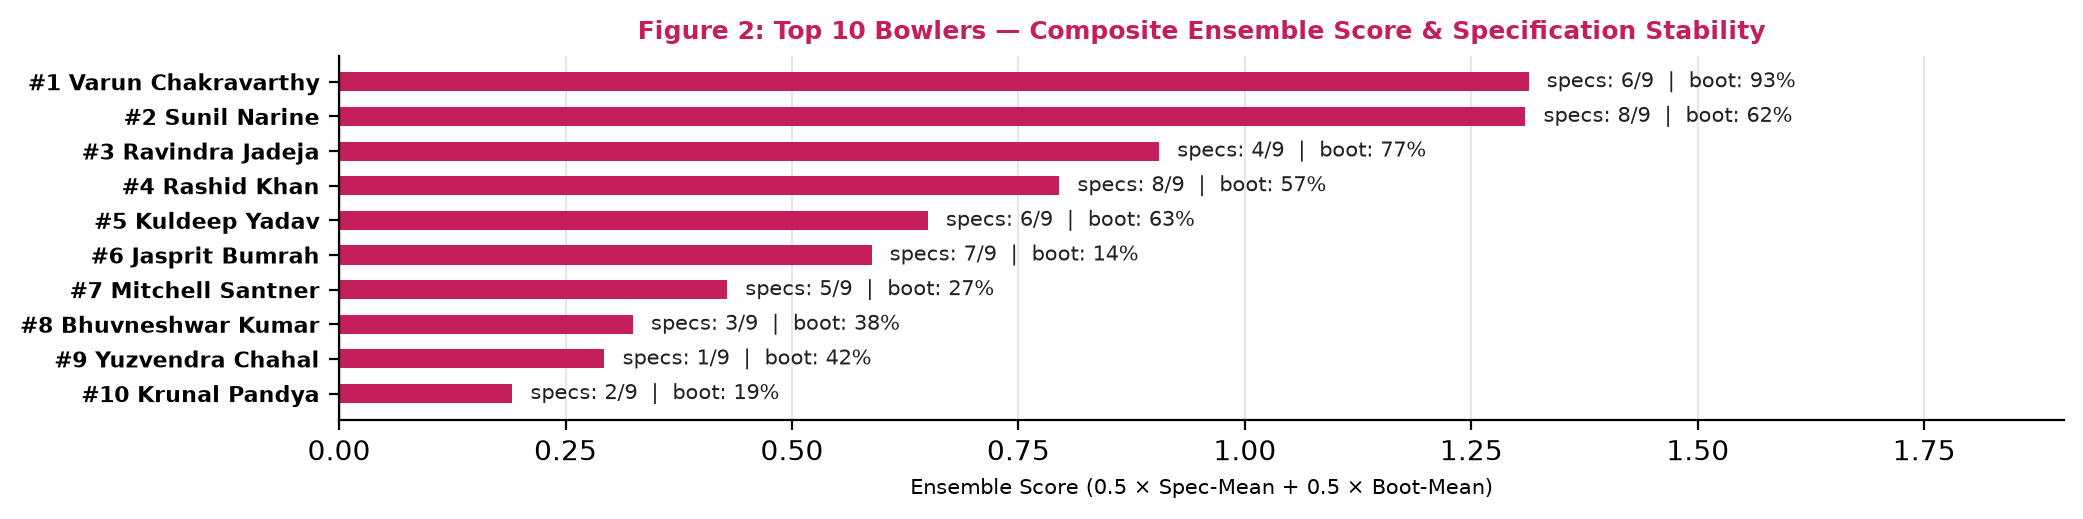 Figure 2: Top 10 Bowlers — Composite Ensemble Score & Specification Stability
#1 Varun Chakravarthy specs: 6/9 | boot: 93%
#2 Sunil Narine specs: 8/9 | boot: 62%
#3 Ravindra Jadeja specs: 4/9 | boot: 77%
#4 Rashid Khan specs: 8/9 | boot: 57%
#5 Kuldeep Yadav specs: 6/9 | boot: 63%
#6 Jasprit Bumrah specs: 7/9 | boot: 14%
#7 Mitchell Santner specs: 5/9 | boot: 27%
#8 Bhuvneshwar Kumar specs: 3/9 | boot: 38%
#9 Yuzvendra Chahal specs: 1/9 | boot: 42%
#10 Krunal Pandya specs: 2/9 | boot: 19%
0.00 0.25 0.50 0.75 1.00 1.25 1.50 1.75
Ensemble Score (0.5 × Spec-Mean + 0.5 × Boot-Mean)